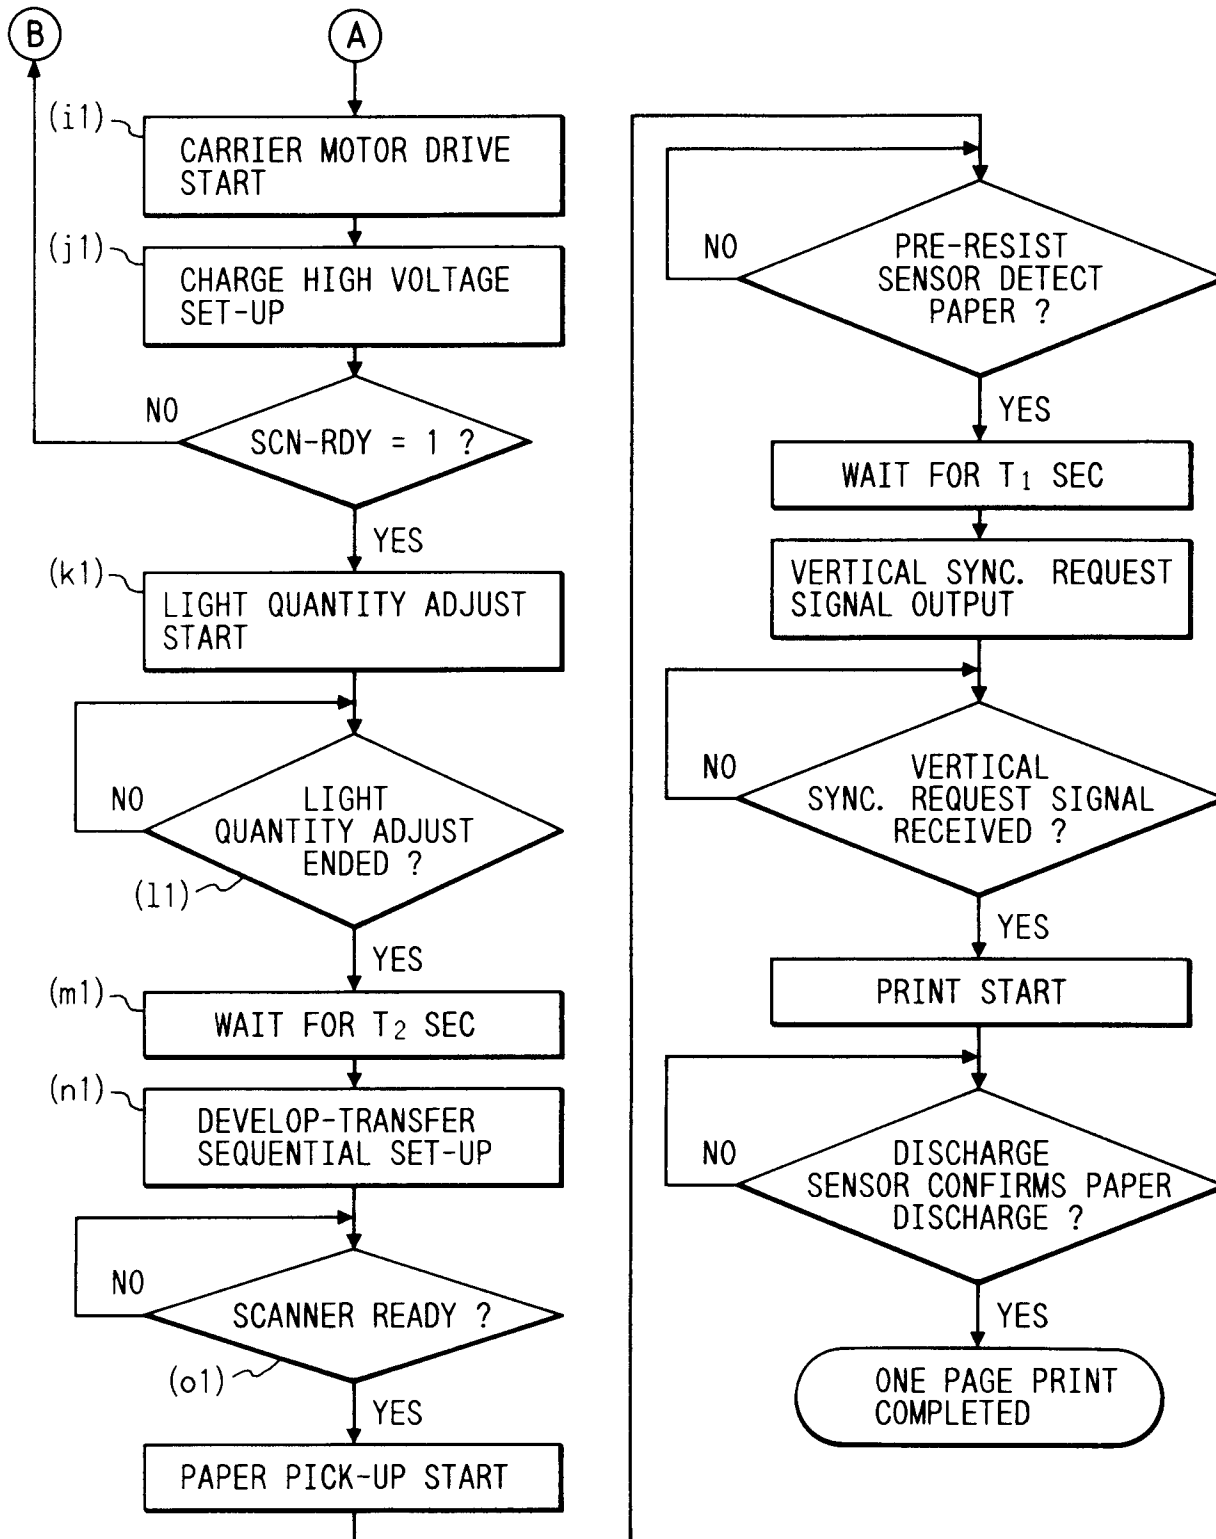 B
A
(i1)
CARRIER MOTOR DRIVE
START
(j1)
CHARGE HIGH VOLTAGE
SET-UP
NO
SCN-RDY = 1 ?
YES
(k1)
LIGHT QUANTITY ADJUST
START
NO
LIGHT
QUANTITY ADJUST
ENDED ?
(l1)
YES
(m1)
WAIT FOR T2 SEC
(n1)
DEVELOP-TRANSFER
SEQUENTIAL SET-UP
NO
SCANNER READY ?
(o1)
YES
PAPER PICK-UP START
NO
PRE-RESIST
SENSOR DETECT
PAPER ?
YES
WAIT FOR T1 SEC
VERTICAL SYNC. REQUEST
SIGNAL OUTPUT
NO
VERTICAL
SYNC. REQUEST SIGNAL
RECEIVED ?
YES
PRINT START
NO
DISCHARGE
SENSOR CONFIRMS PAPER
DISCHARGE ?
YES
ONE PAGE PRINT
COMPLETED